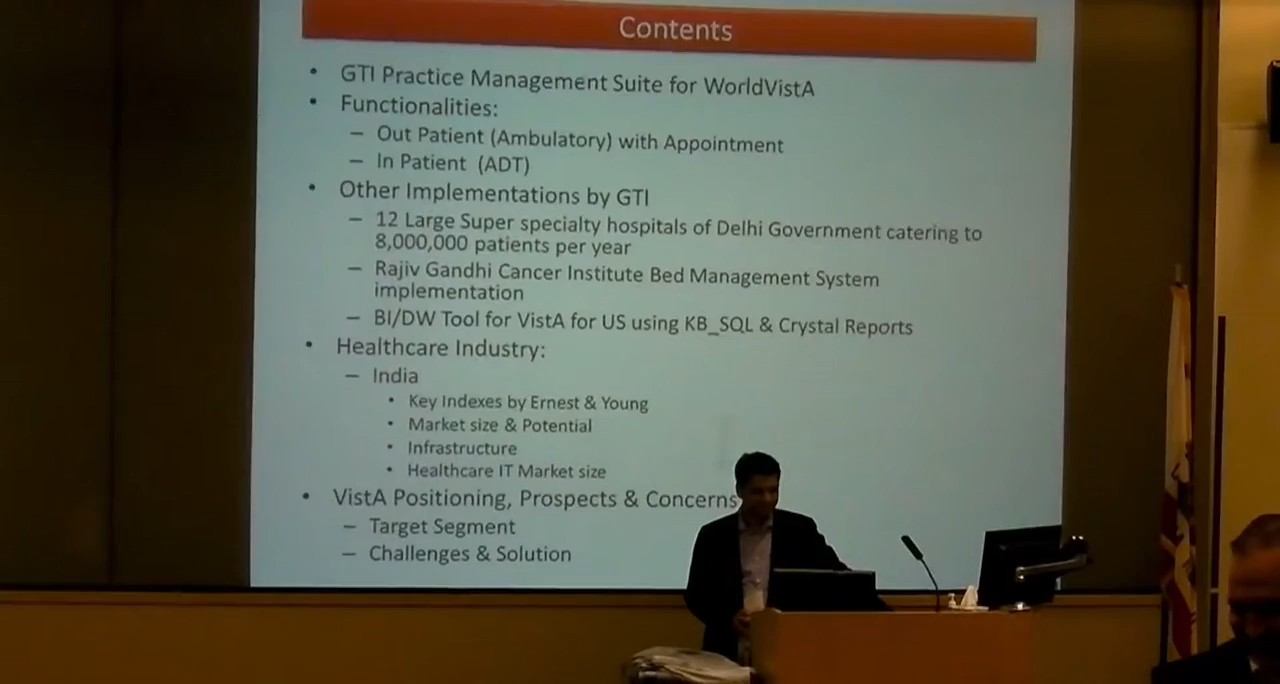 Contents
• GTI Practice Management Suite for WorldVistA
• Functionalities:
– Out Patient (Ambulatory) with Appointment
– In Patient (ADT)
• Other Implementations by GTI
– 12 Large Super specialty hospitals of Delhi Government catering to
8,000,000 patients per year
– Rajiv Gandhi Cancer Institute Bed Management System
implementation
– BI/DW Tool for VistA for US using KB_SQL & Crystal Reports
• Healthcare Industry:
– India
• Key Indexes by Ernest & Young
• Market size & Potential
• Infrastructure
• Healthcare IT Market size
• VistA Positioning, Prospects & Concerns
– Target Segment
– Challenges & Solution